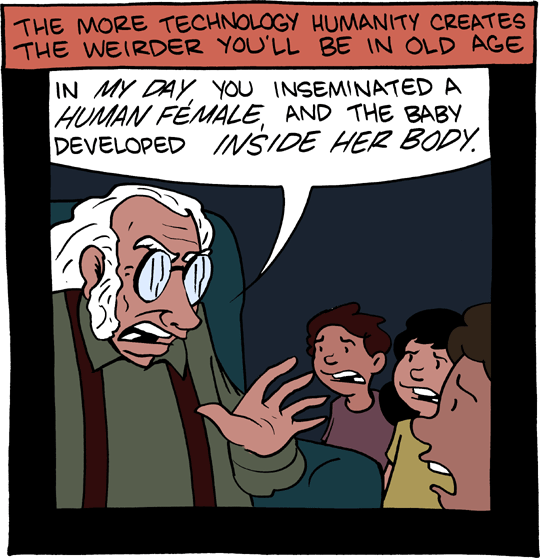 THE MORE TECHNOLOGY HUMANITY CREATES
THE WEIRDER YOU'LL BE IN OLD AGE
IN MY DAY, YOU INSEMINATED A
HUMAN FEMALE, AND THE BABY
DEVELOPED INSIDE HER BODY.